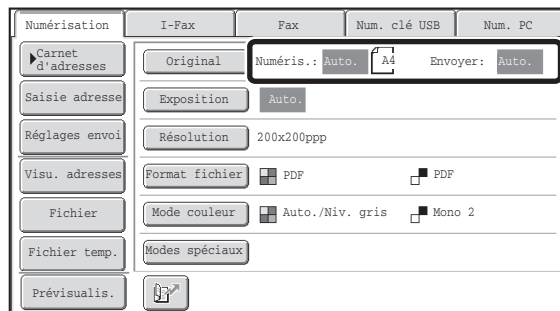 Numérisation I-Fax Fax Num. clé USB Num. PC
Carnet d'adresses
Original Numéris.: Auto. A4 Envoyer: Auto.
Saisie adresse
Exposition Auto.
Réglages envoi
Résolution 200x200ppp
Visu. adresses
Format fichier PDF PDF
Fichier
Mode couleur Auto./Niv. gris Mono 2
Fichier temp.
Modes spéciaux
Prévisualis.